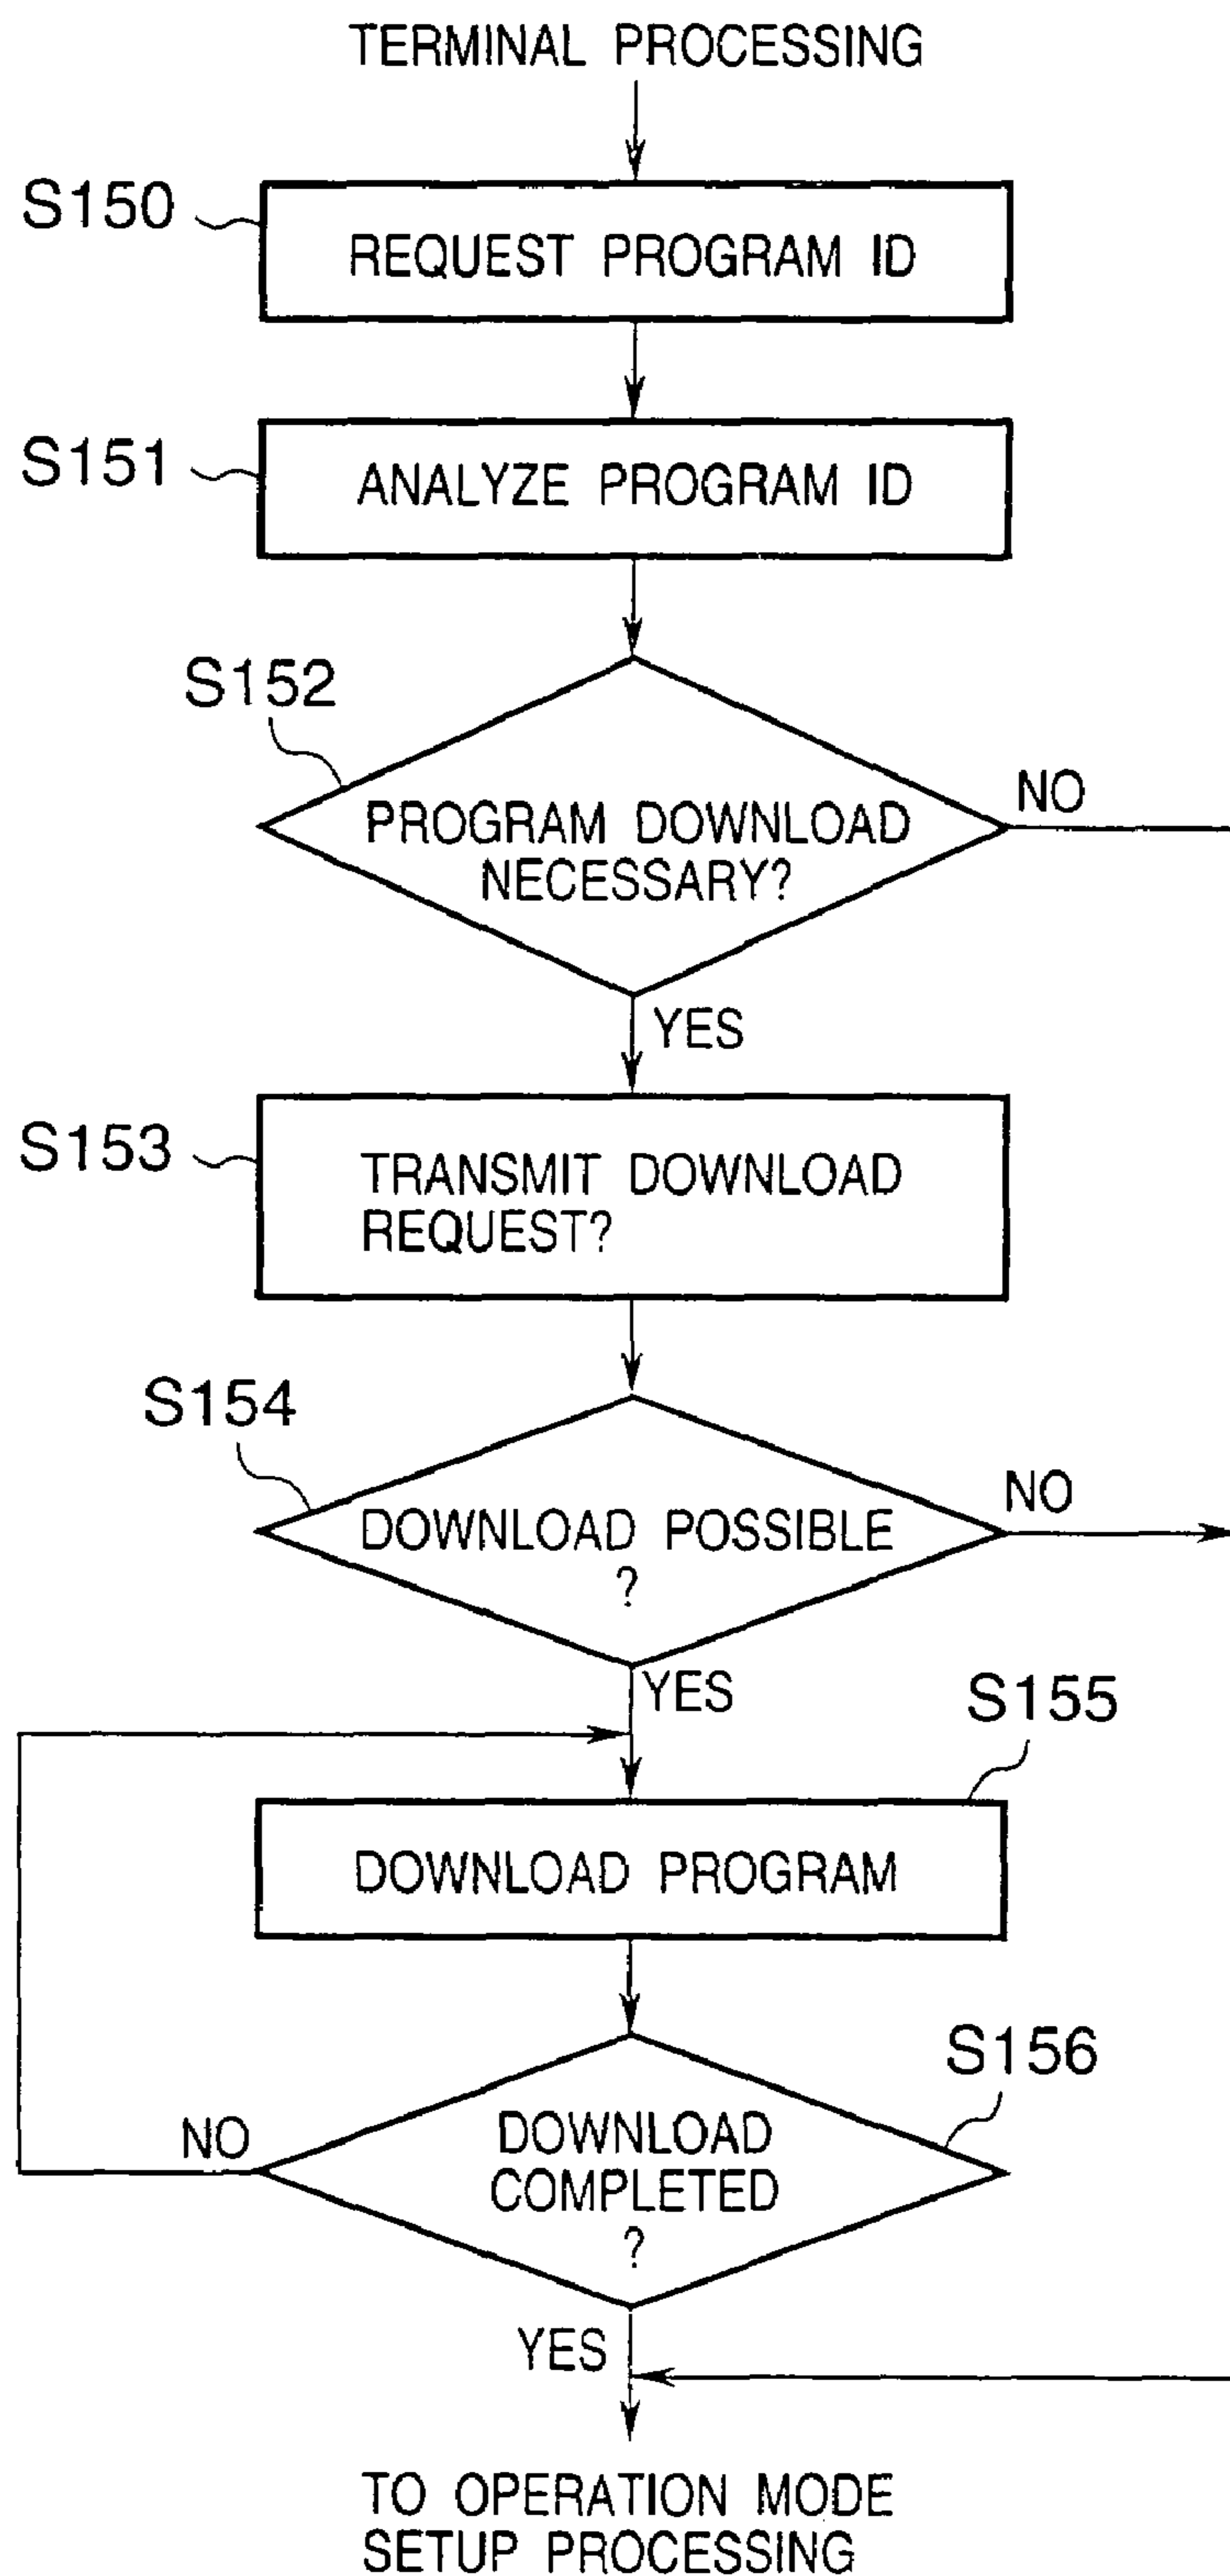 TERMINAL PROCESSING
S150
REQUEST PROGRAM ID
S151
ANALYZE PROGRAM ID
S152
PROGRAM DOWNLOAD
NECESSARY?
NO
YES
S153
TRANSMIT DOWNLOAD
REQUEST?
S154
DOWNLOAD POSSIBLE
?
NO
YES
S155
DOWNLOAD PROGRAM
S156
DOWNLOAD
COMPLETED
?
NO
YES
TO OPERATION MODE
SETUP PROCESSING